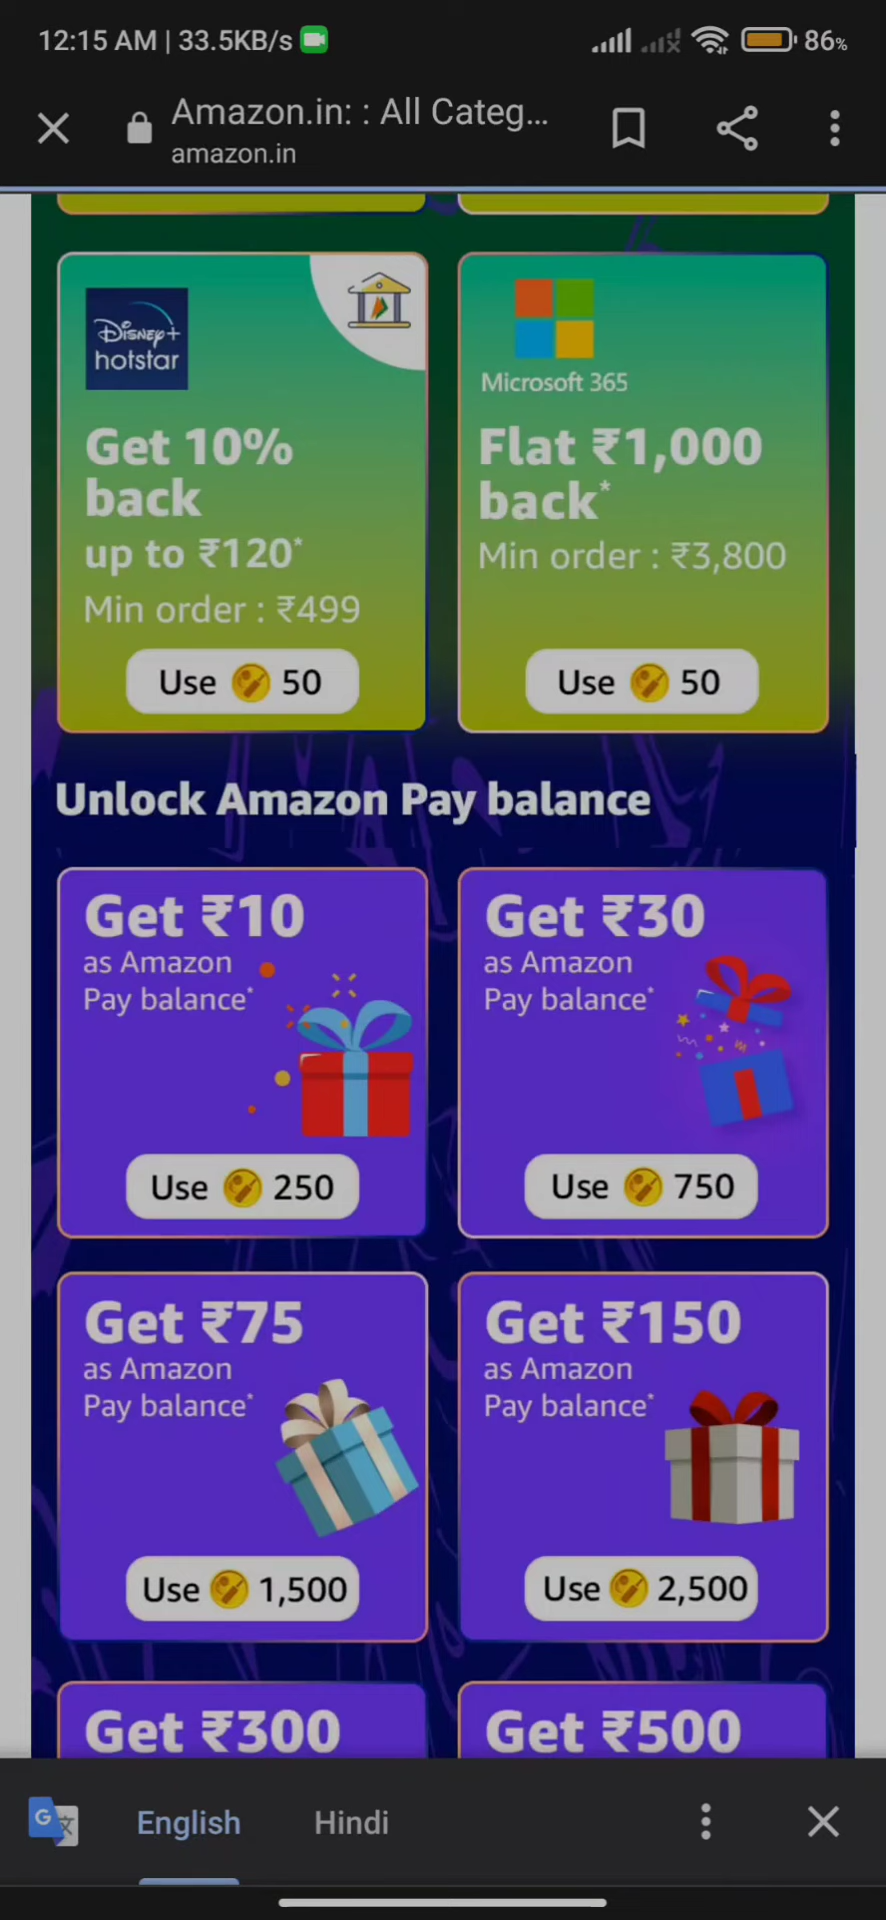 12:15 AM | 33.5KB/s
86%
Amazon.in: : All Categ...
amazon.in
Disney+
hotstar
Get 10%
back
up to ₹120*
Min order : ₹499
Use 50
Microsoft 365
Flat ₹1,000
back*
Min order : ₹3,800
Use 50
Unlock Amazon Pay balance
Get ₹10
as Amazon
Pay balance*
Use 250
Get ₹30
as Amazon
Pay balance*
Use 750
Get ₹75
as Amazon
Pay balance*
Use 1,500
Get ₹150
as Amazon
Pay balance*
Use 2,500
Get ₹300
Get ₹500
G 文
English
Hindi